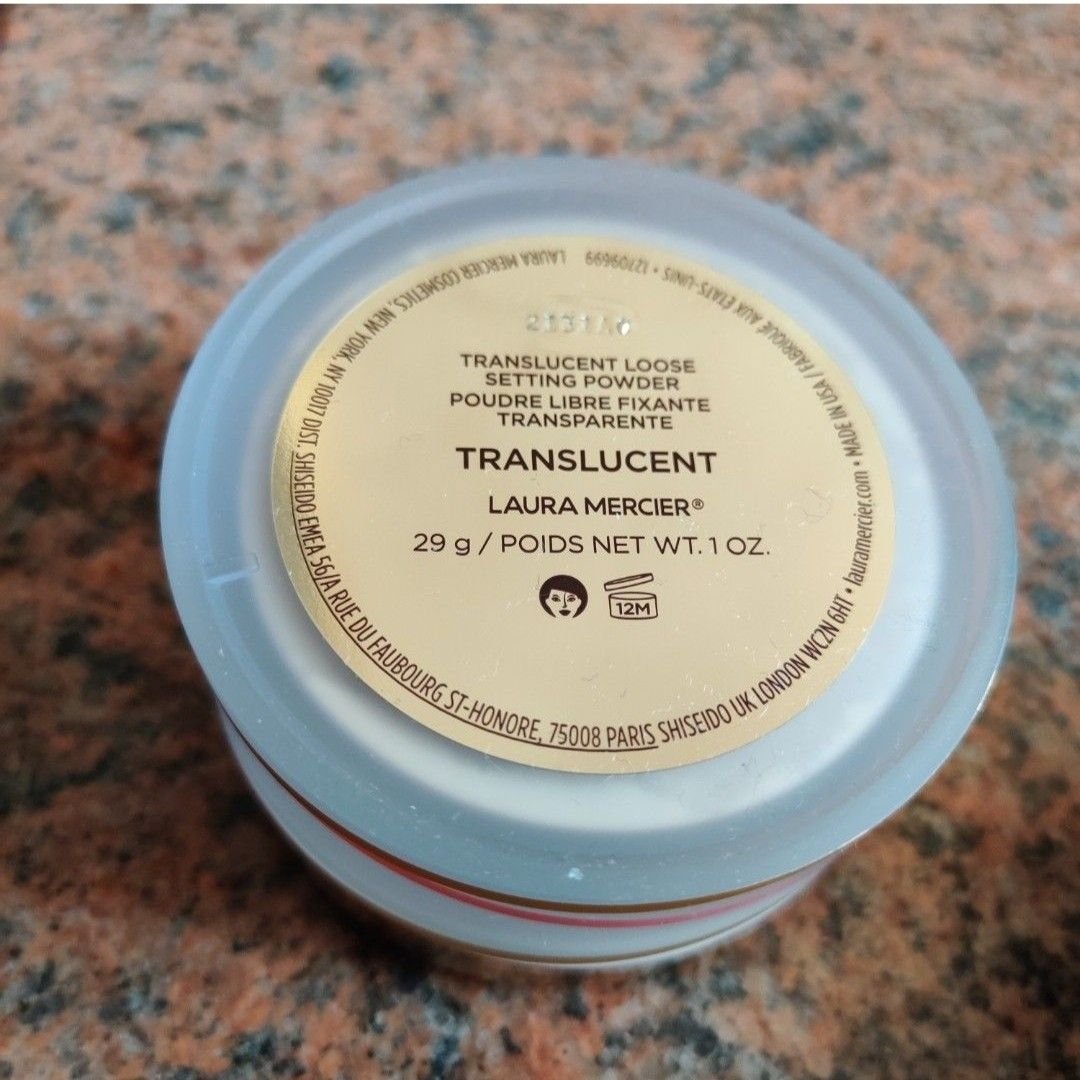 TRANSLUCENT LOOSE
SETTING POWDER
POUDRE LIBRE FIXANTE
TRANSPARENTE
TRANSLUCENT
LAURA MERCIER®
29 g / POIDS NET WT. 1 OZ.
12M
LAURA MERCIER COSMETICS, NEW YORK, NY 10017 DIST. SHISEIDO EMEA 56/A RUE DU FAUBOURG ST-HONORE, 75008 PARIS SHISEIDO UK LONDON WC2N 6HT • lauramercier.com • MADE IN USA / FABRIQUÉ AUX ÉTATS-UNIS • 12709699